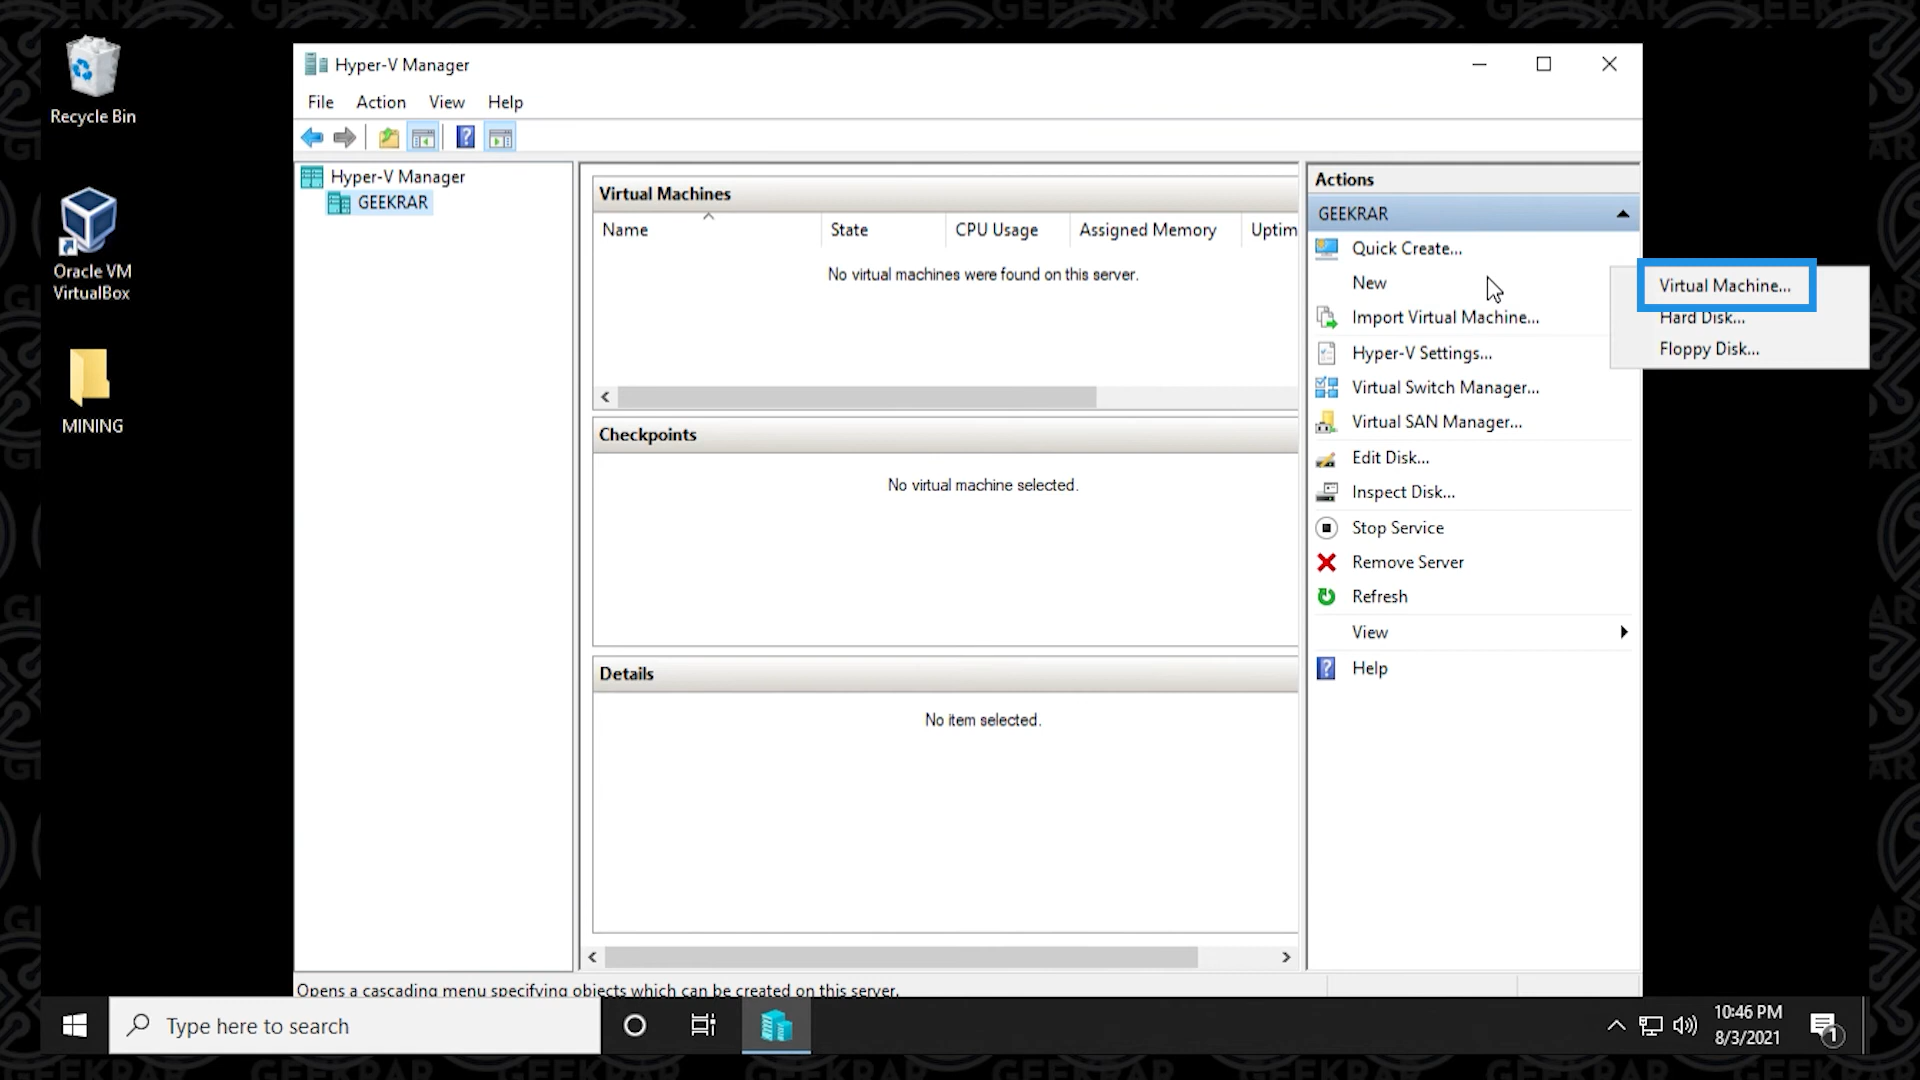 Recycle Bin
Oracle VM
VirtualBox
MINING
Hyper-V Manager
File Action View Help
Hyper-V Manager
GEEKRAR
Virtual Machines
Name State CPU Usage Assigned Memory Uptim
No virtual machines were found on this server.
Checkpoints
No virtual machine selected.
Details
No item selected.
Actions
GEEKRAR
Quick Create...
New
Import Virtual Machine...
Hyper-V Settings...
Virtual Switch Manager...
Virtual SAN Manager...
Edit Disk...
Inspect Disk...
Stop Service
Remove Server
Refresh
View
Help
Virtual Machine...
Hard Disk...
Floppy Disk...
Opens a cascading menu specifying objects which can be created on this server.
Type here to search
10:46 PM
8/3/2021
1